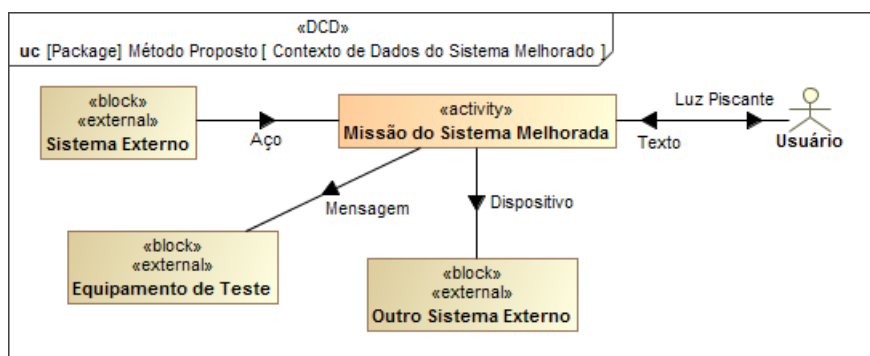 «DCD»
uc [Package] Método Proposto [ Contexto de Dados do Sistema Melhorado ]
«block»
«external»
Sistema Externo
Aço
«activity»
Missão do Sistema Melhorada
Luz Piscante
Texto
Usuário
Mensagem
Dispositivo
«block»
«external»
Equipamento de Teste
«block»
«external»
Outro Sistema Externo